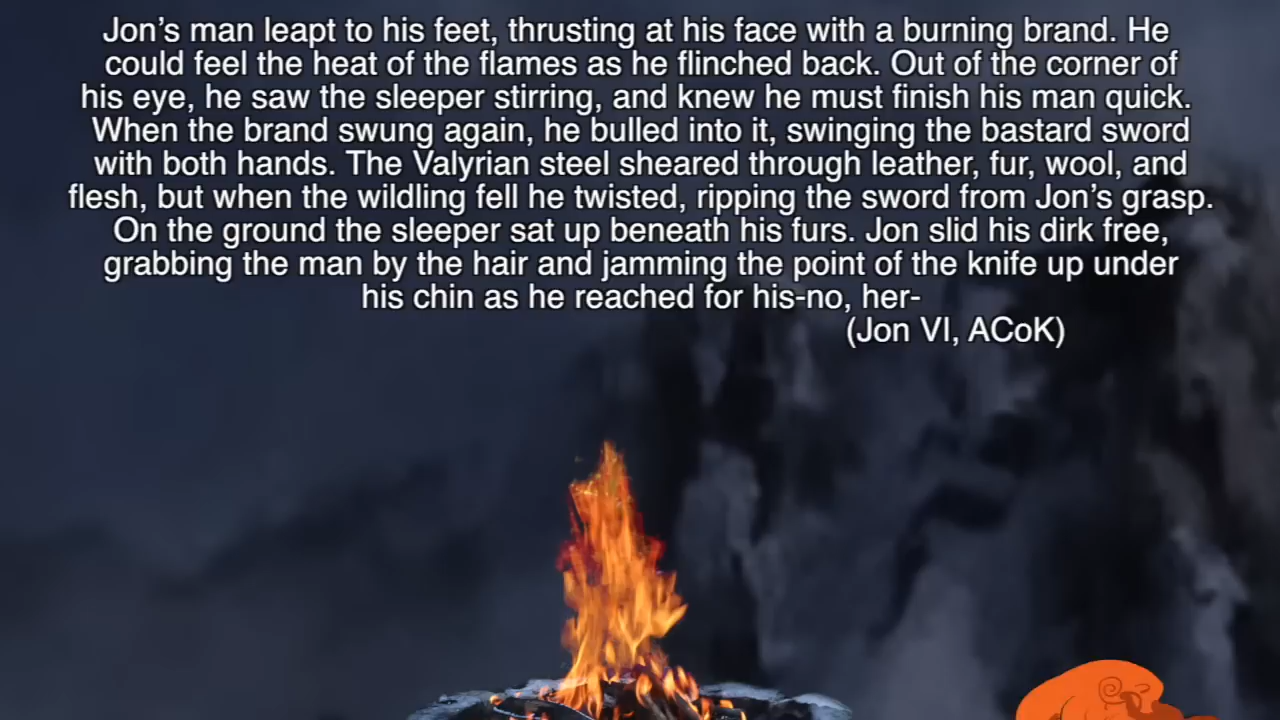 Jon’s man leapt to his feet, thrusting at his face with a burning brand. He
could feel the heat of the flames as he flinched back. Out of the corner of
his eye, he saw the sleeper stirring, and knew he must finish his man quick.
When the brand swung again, he bulled into it, swinging the bastard sword
with both hands. The Valyrian steel sheared through leather, fur, wool, and
flesh, but when the wildling fell he twisted, ripping the sword from Jon’s grasp.
On the ground the sleeper sat up beneath his furs. Jon slid his dirk free,
grabbing the man by the hair and jamming the point of the knife up under
his chin as he reached for his-no, her-
(Jon VI, ACoK)